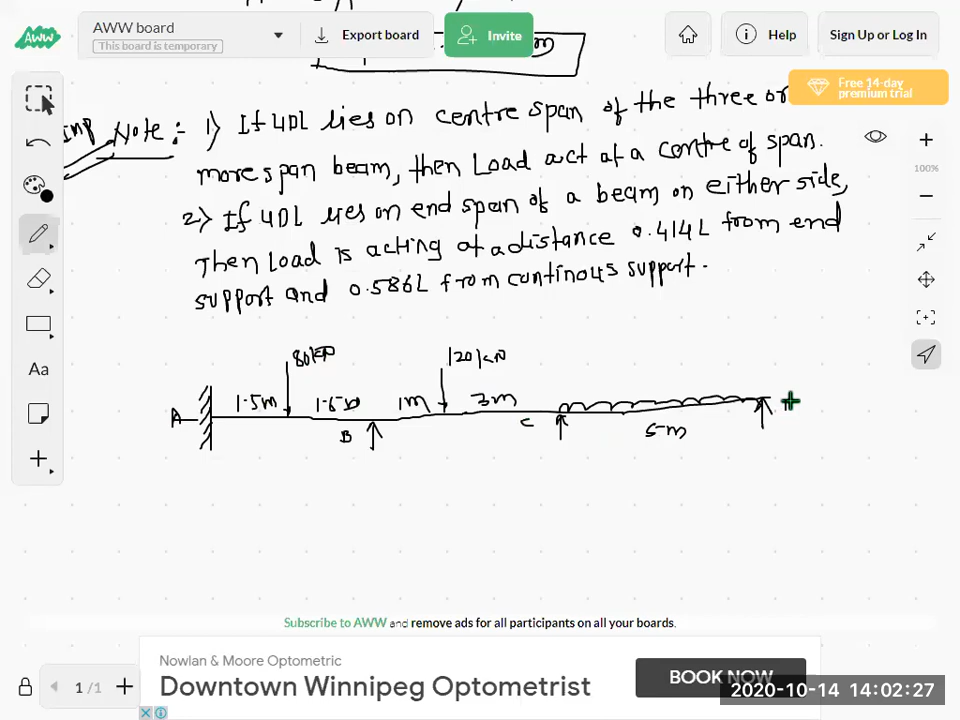 AWW
AWW board
This board is temporary
Export board
Invite
Help
Sign Up or Log In
Free 14-day
premium trial
Imp Note :- 1) If UDL lies on centre span of the three or
more span beam, then Load act at a centre of span.
2) If UDL lies on end span of a beam on either side,
Then Load is acting at a distance 0.414L from end
support and 0.586L from continous support.
100%
Aa
80kN
120kN
A
1.5m
1.5m
1m
3m
B
C
5m
Subscribe to AWW and remove ads for all participants on all your boards.
1 /1
Nowlan & Moore Optometric
Downtown Winnipeg Optometrist
BOOK NOW
2020-10-14 14:02:27